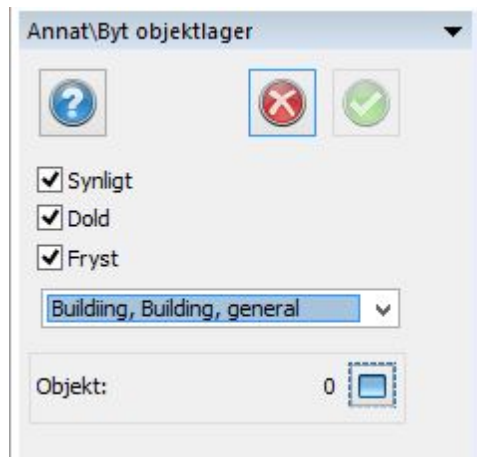 Annat\Byt objektlager
Synligt
Dold
Fryst
Buildiing, Building, general
Objekt: 0